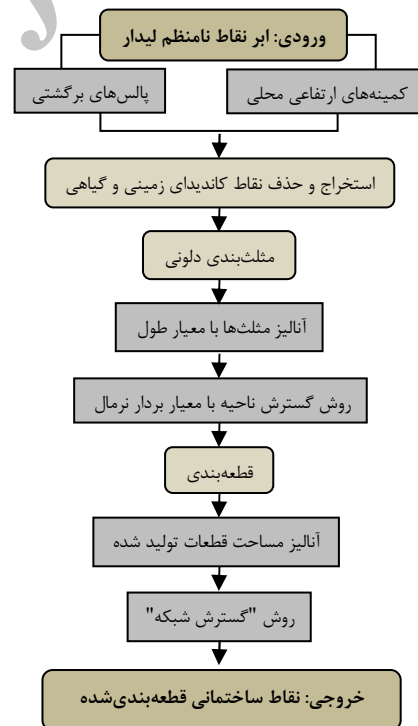 ورودی: ابر نقاط نامنظم لیدار
کمینه‌های ارتفاعی محلی
پالس‌های برگشتی
استخراج و حذف نقاط کاندیدای زمینی و گیاهی
مثلث‌بندی دلونی
آنالیز مثلث‌ها با معیار طول
روش گسترش ناحیه با معیار بردار نرمال
قطعه‌بندی
آنالیز مساحت قطعات تولید شده
روش "گسترش شبکه"
خروجی: نقاط ساختمانی قطعه‌بندی‌شده